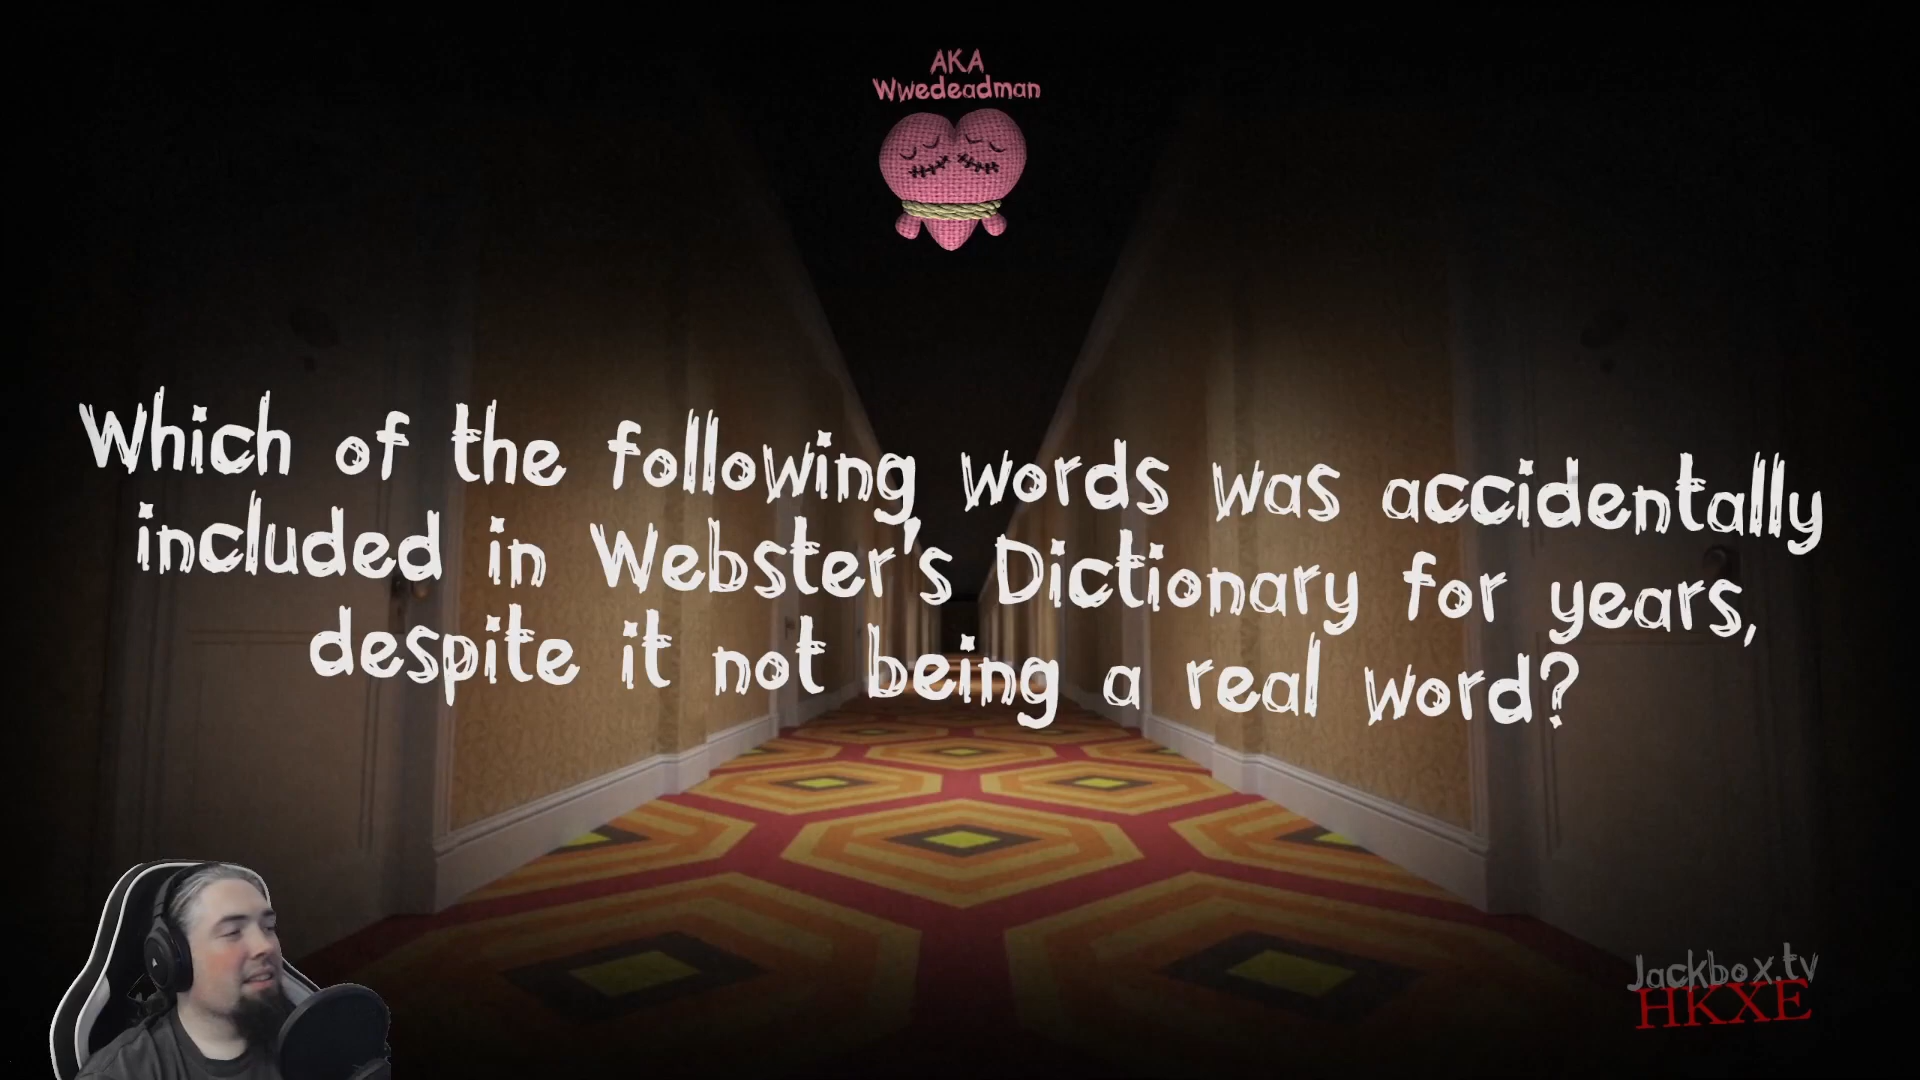 AKA
Wwedeadman
Which of the following words was accidentally
included in Webster's Dictionary for years,
despite it not being a real word?
Jackbox.tv
HKXE